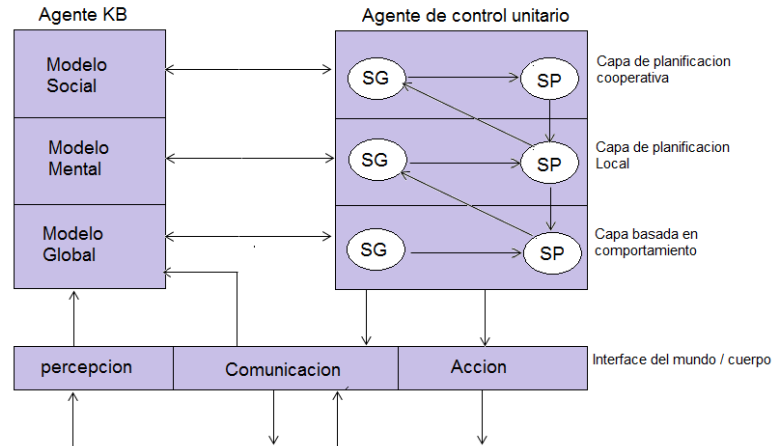 Agente KB
Agente de control unitario
Modelo
Social
SG
SP
Capa de planificacion
cooperativa
Modelo
Mental
SG
SP
Capa de planificacion
Local
Modelo
Global
SG
SP
Capa basada en
comportamiento
percepcion
Comunicacion
Accion
Interface del mundo / cuerpo